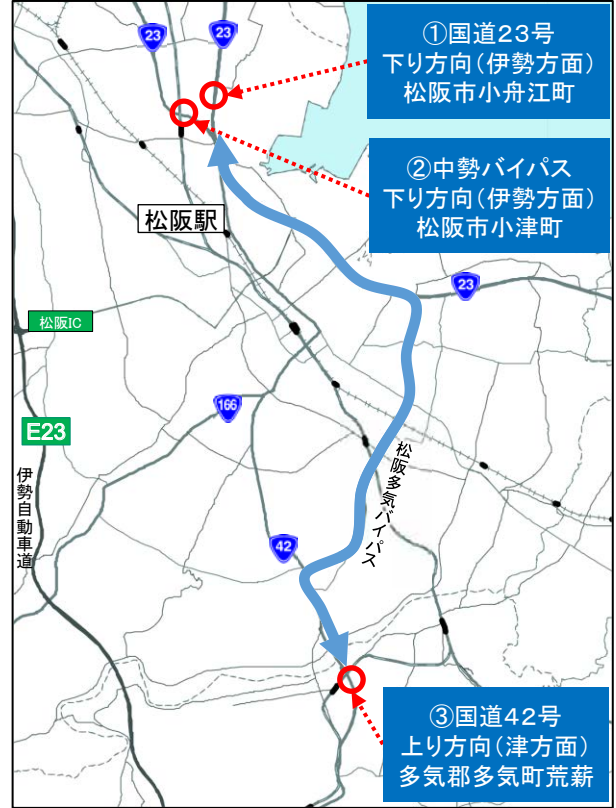 ①国道23号
下り方向(伊勢方面)
松阪市小舟江町
②中勢バイパス
下り方向(伊勢方面)
松阪市小津町
23
23
松阪駅
23
松阪IC
166
E23
伊勢自動車道
松阪多気バイパス
42
③国道42号
上り方向(津方面)
多気郡多気町荒薪